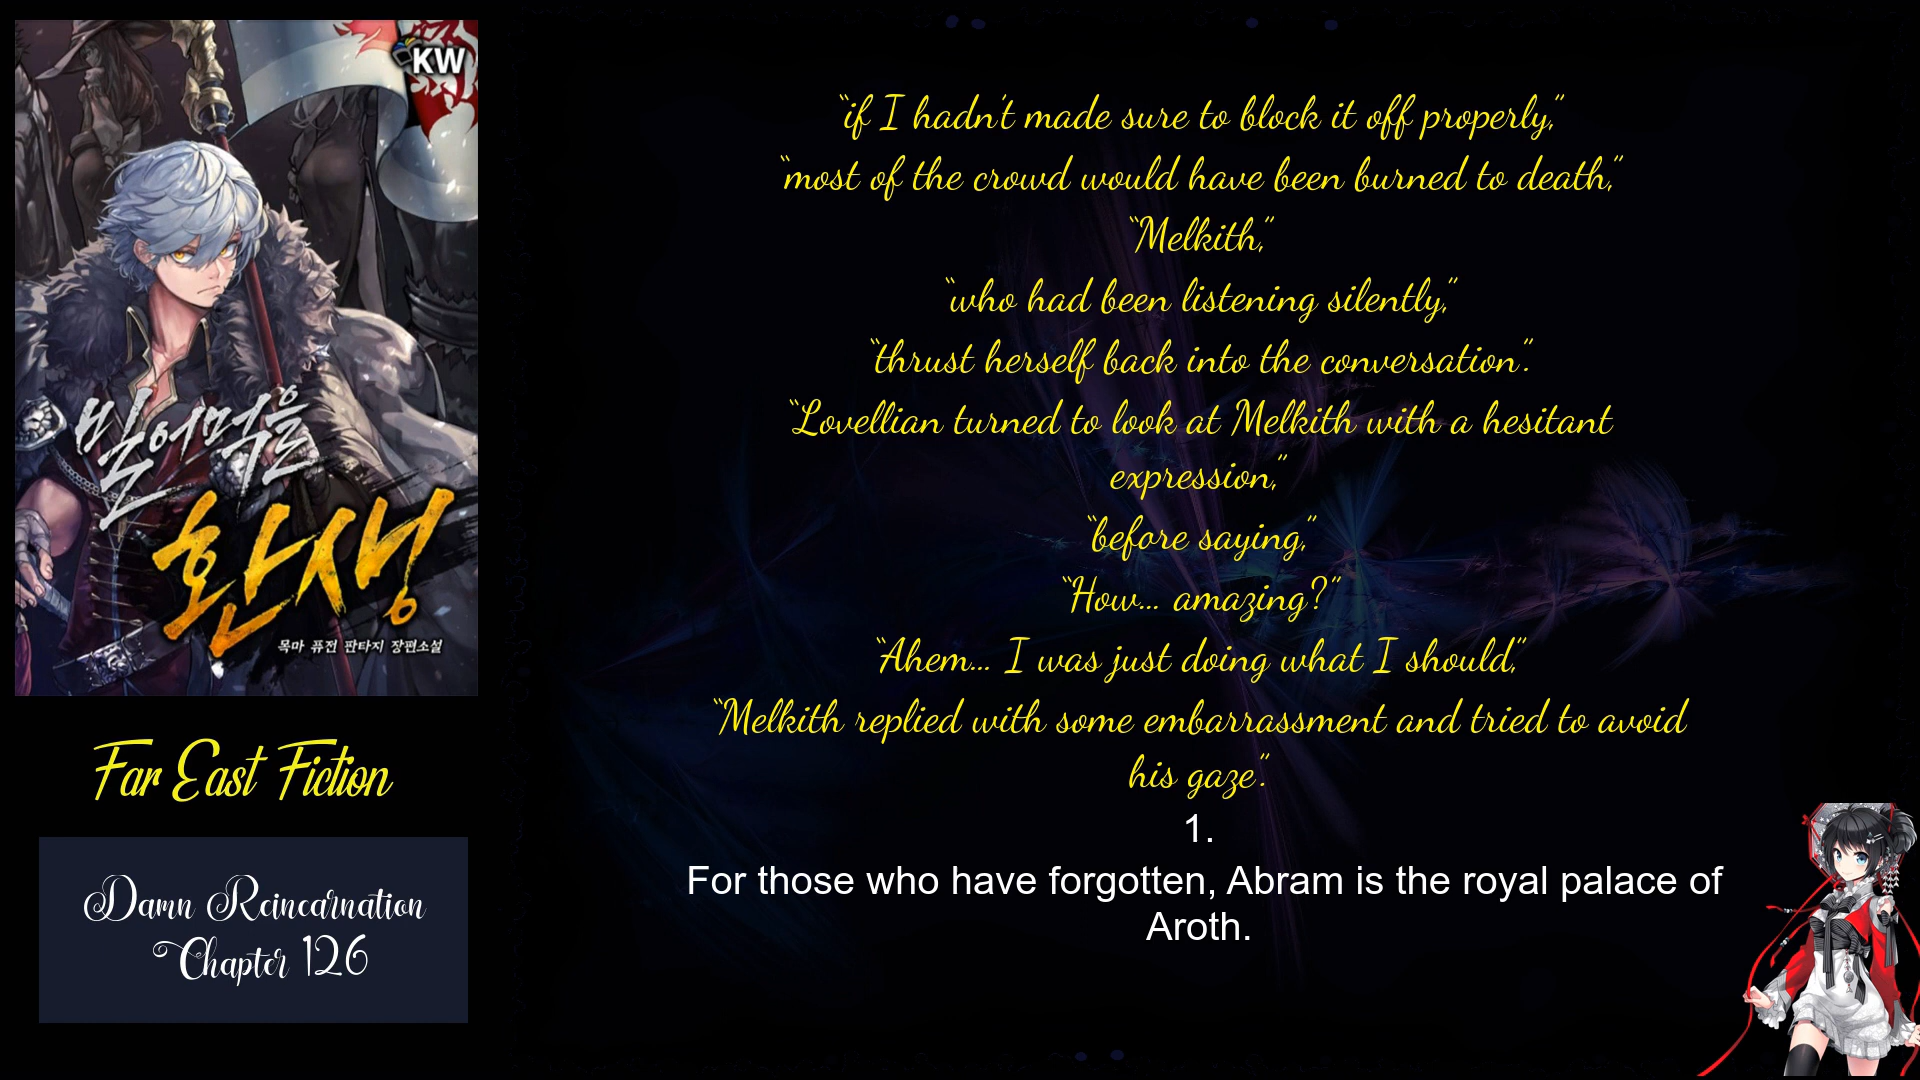 KW
빌어먹을
환생
목마 퓨전 판타지 장편소설
Far East Fiction
Damn Reincarnation
Chapter 126
“if I hadn’t made sure to block it off properly,”
“most of the crowd would have been burned to death,”
“Melkith,”
“who had been listening silently,”
“thrust herself back into the conversation.”
“Lovellian turned to look at Melkith with a hesitant
expression,”
“before saying,”
“How... amazing?”
“Ahem... I was just doing what I should,”
“Melkith replied with some embarrassment and tried to avoid
his gaze.”
1.
For those who have forgotten, Abram is the royal palace of
Aroth.